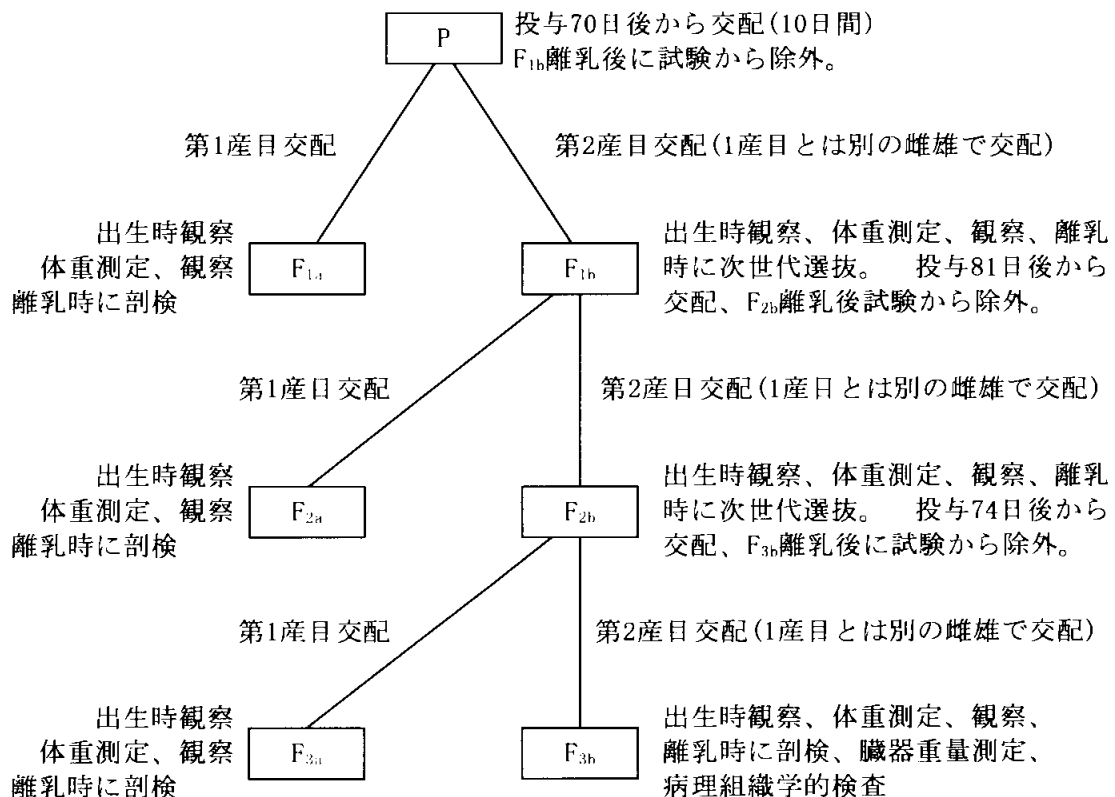 P
投与70日後から交配(10日間)
F1b離乳後に試験から除外。
第1産目交配
第2産目交配(1産目とは別の雌雄で交配)
出生時観察
体重測定、観察
離乳時に剖検
F1a
F1b
出生時観察、体重測定、観察、離乳
時に次世代選抜。 投与81日後から
交配、F2b離乳後試験から除外。
第1産目交配
第2産目交配(1産目とは別の雌雄で交配)
出生時観察
体重測定、観察
離乳時に剖検
F2a
F2b
出生時観察、体重測定、観察、離乳
時に次世代選抜。 投与74日後から
交配、F3b離乳後に試験から除外。
第1産目交配
第2産目交配(1産目とは別の雌雄で交配)
出生時観察
体重測定、観察
離乳時に剖検
F3a
F3b
出生時観察、体重測定、観察、
離乳時に剖検、臓器重量測定、
病理組織学的検査